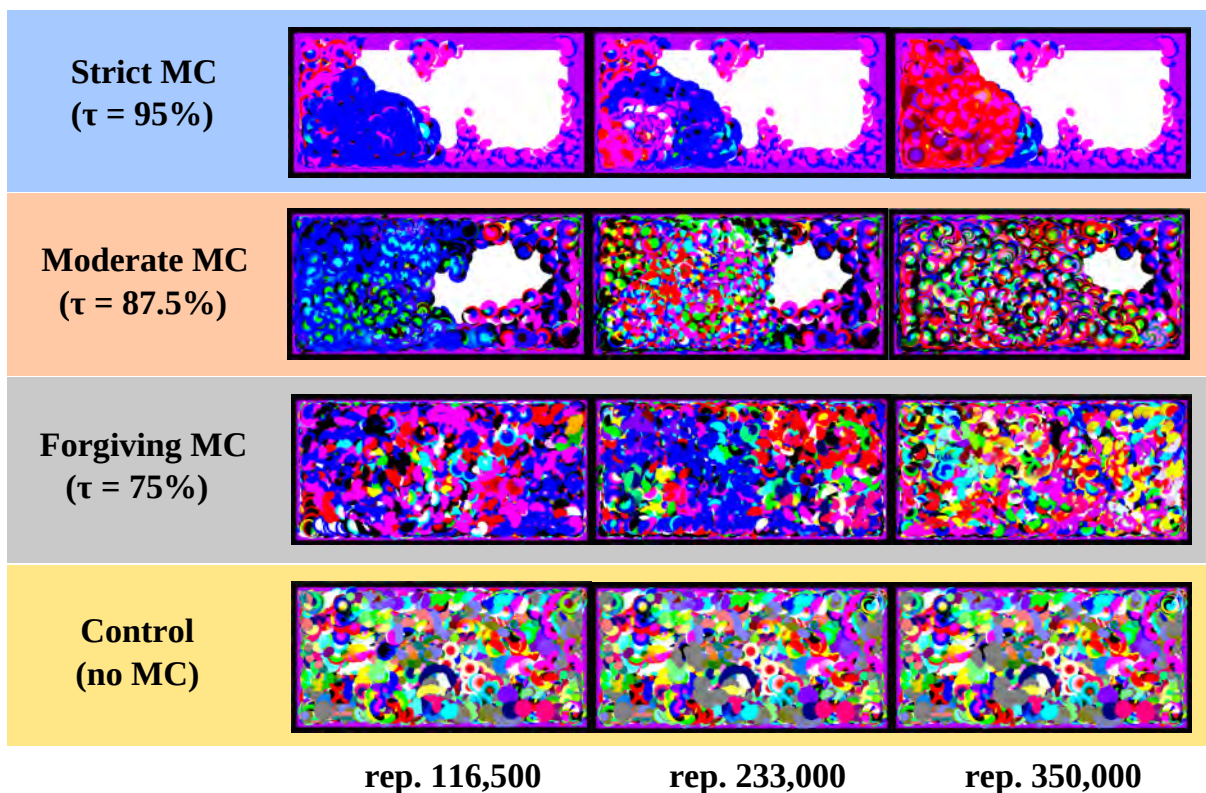 Strict MC
(τ = 95%)
Moderate MC
(τ = 87.5%)
Forgiving MC
(τ = 75%)
Control
(no MC)
rep. 116,500
rep. 233,000
rep. 350,000